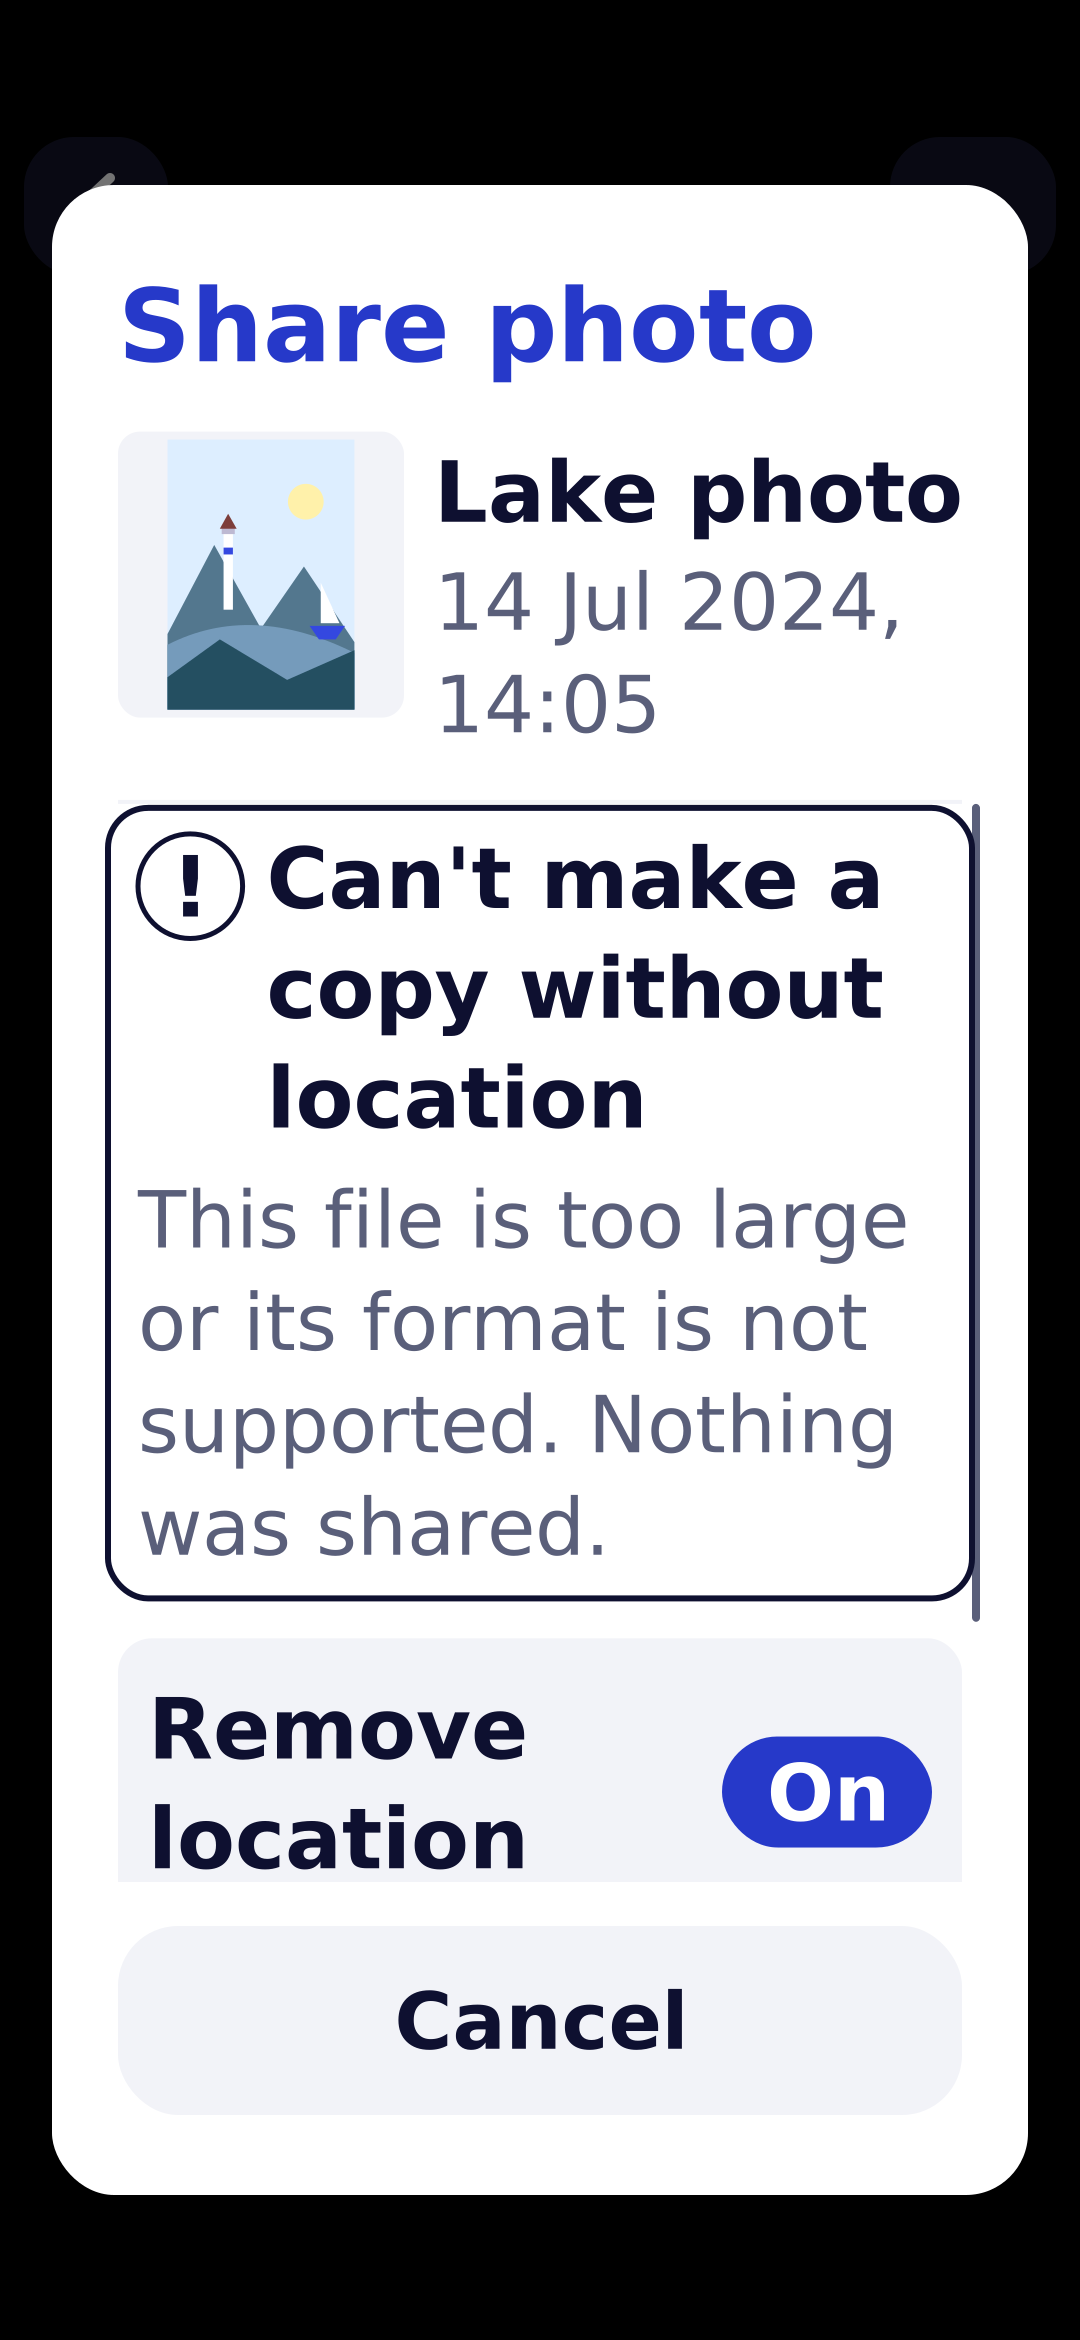 Share photo
Lake photo
14 Jul 2024,
14:05
!
Can't make a
copy without
location
This file is too large
or its format is not
supported. Nothing
was shared.
Remove
location
On
Cancel